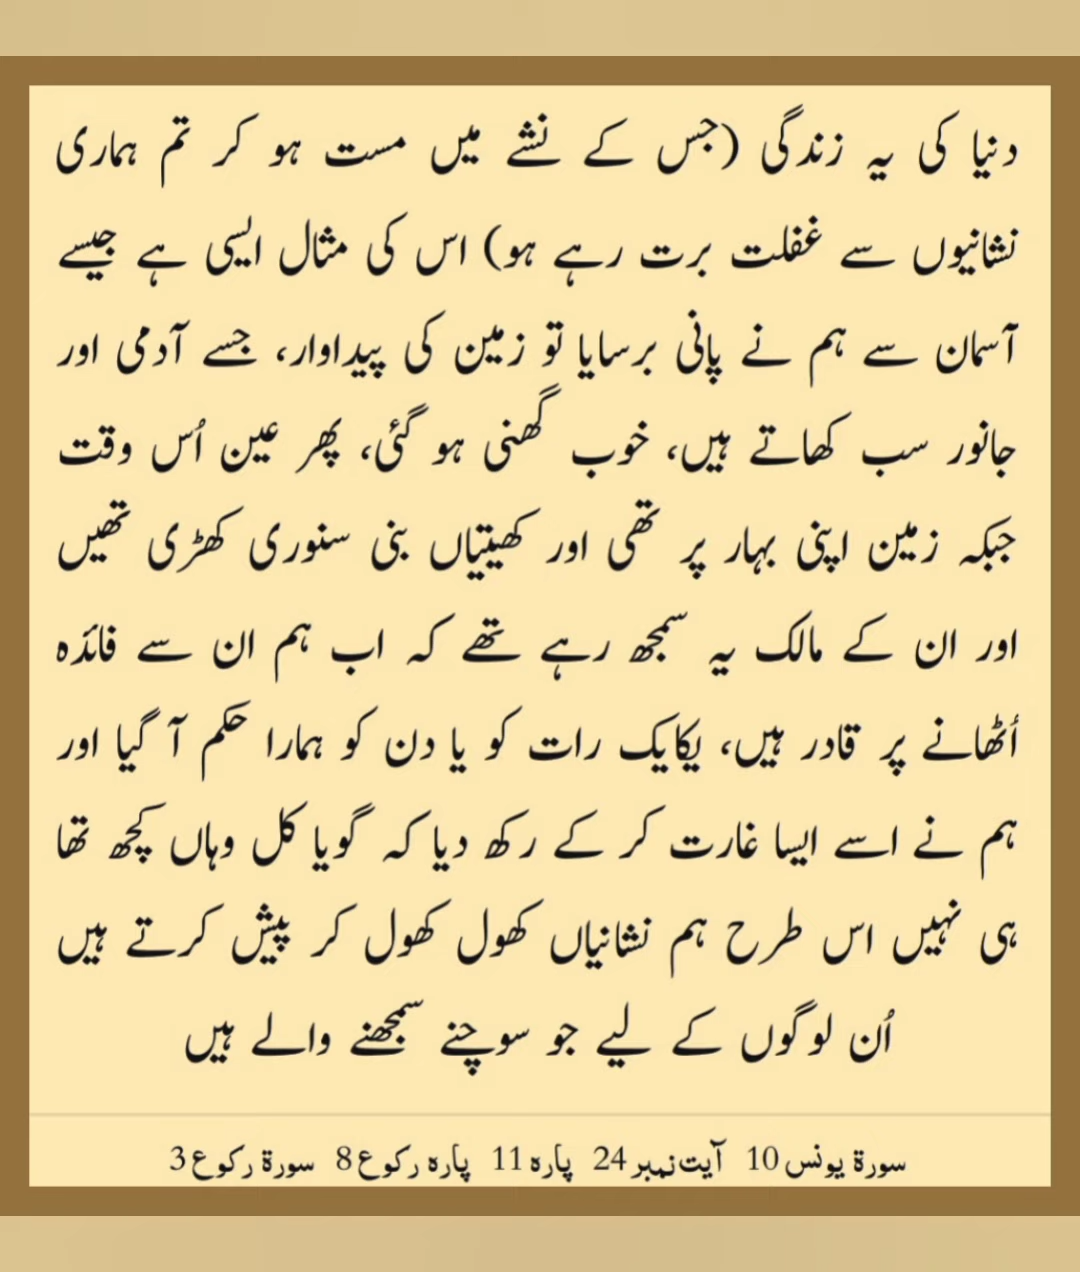 دنیا کی یہ زندگی (جس کے نشے میں مست ہو کر تم ہماری
نشانیوں سے غفلت برت رہے ہو) اس کی مثال ایسی ہے جیسے
آسمان سے ہم نے پانی برسایا تو زمین کی پیداوار، جسے آدمی اور
جانور سب کھاتے ہیں، خوب گھنی ہو گئی، پھر عین اُس وقت
جبکہ زمین اپنی بہار پر تھی اور کھیتیاں بنی سنوری کھڑی تھیں
اور ان کے مالک یہ سمجھ رہے تھے کہ اب ہم ان سے فائدہ
اُٹھانے پر قادر ہیں، یکایک رات کو یا دن کو ہمارا حکم آ گیا اور
ہم نے اسے ایسا غارت کر کے رکھ دیا کہ گویا کل وہاں کچھ تھا
ہی نہیں اس طرح ہم نشانیاں کھول کھول کر پیش کرتے ہیں
اُن لوگوں کے لیے جو سوچنے سمجھنے والے ہیں
سورة یونس 10 آیت نمبر 24 پارہ 11 پارہ رکوع 8 سورة رکوع 3